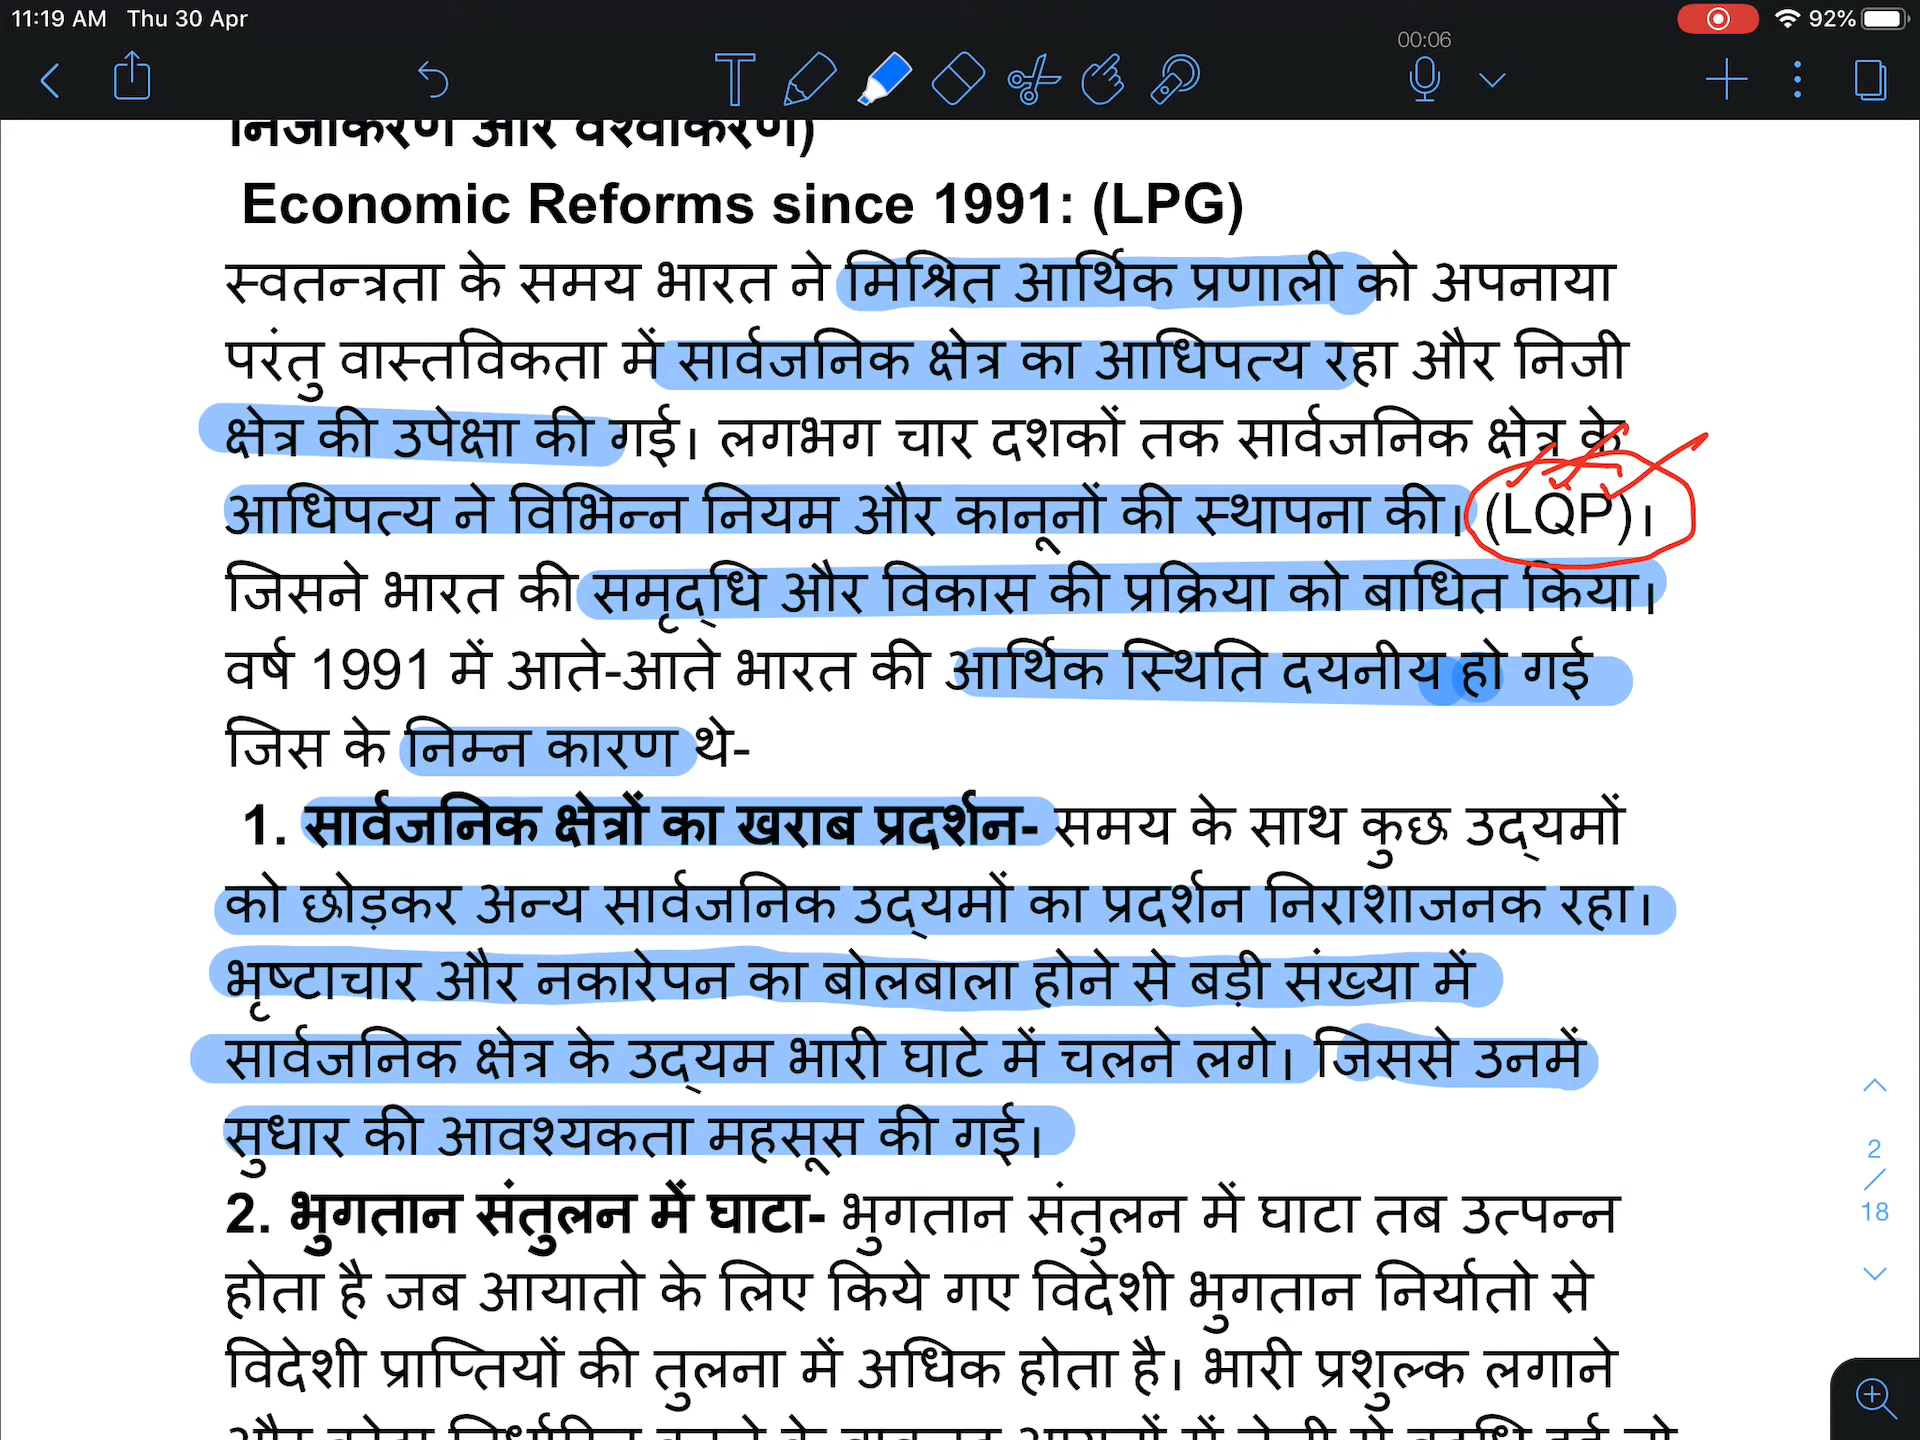 11:19 AM Thu 30 Apr
92%
00:06
निजीकरण और वैश्वीकरण)
Economic Reforms since 1991: (LPG)
स्वतन्त्रता के समय भारत ने मिश्रित आर्थिक प्रणाली को अपनाया
परंतु वास्तविकता में सार्वजनिक क्षेत्र का आधिपत्य रहा और निजी
क्षेत्र की उपेक्षा की गई। लगभग चार दशकों तक सार्वजनिक क्षेत्र के
आधिपत्य ने विभिन्न नियम और कानूनों की स्थापना की। (LQP)।
जिसने भारत की समृद्धि और विकास की प्रक्रिया को बाधित किया।
वर्ष 1991 में आते-आते भारत की आर्थिक स्थिति दयनीय हो गई
जिस के निम्न कारण थे-
1. सार्वजनिक क्षेत्रों का खराब प्रदर्शन- समय के साथ कुछ उद्यमों
को छोड़कर अन्य सार्वजनिक उद्यमों का प्रदर्शन निराशाजनक रहा।
भृष्टाचार और नकारेपन का बोलबाला होने से बड़ी संख्या में
सार्वजनिक क्षेत्र के उद्यम भारी घाटे में चलने लगे। जिससे उनमें
सुधार की आवश्यकता महसूस की गई।
2. भुगतान संतुलन में घाटा- भुगतान संतुलन में घाटा तब उत्पन्न
होता है जब आयातो के लिए किये गए विदेशी भुगतान निर्यातो से
विदेशी प्राप्तियों की तुलना में अधिक होता है। भारी प्रशुल्क लगाने
2
/
18